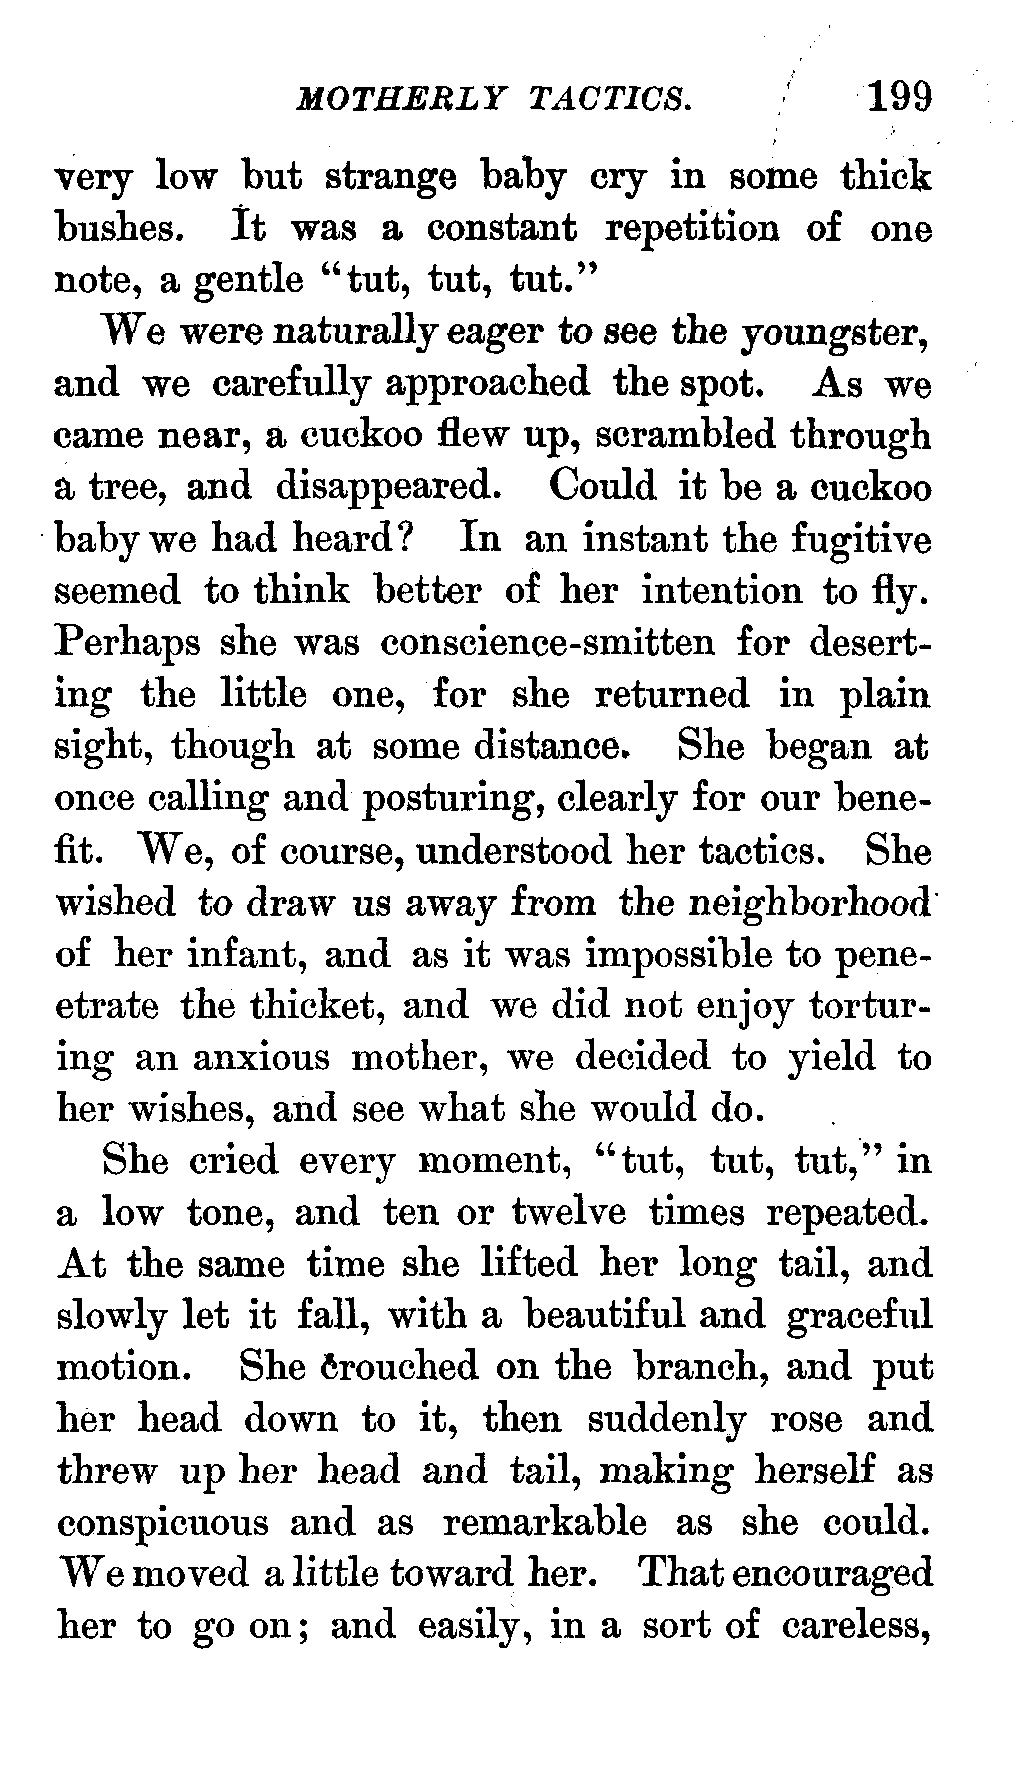 MOTHERLY TACTICS. 199
very low but strange baby cry in some thick
bushes. It was a constant repetition of one
note, a gentle “tut, tut, tut.”
We were naturally eager to see the youngster,
and we carefully approached the spot. As we
came near, a cuckoo flew up, scrambled through
a tree, and disappeared. Could it be a cuckoo
baby we had heard? In an instant the fugitive
seemed to think better of her intention to fly.
Perhaps she was conscience-smitten for desert-
ing the little one, for she returned in plain
sight, though at some distance. She began at
once calling and posturing, clearly for our bene-
fit. We, of course, understood her tactics. She
wished to draw us away from the neighborhood
of her infant, and as it was impossible to pene-
etrate the thicket, and we did not enjoy tortur-
ing an anxious mother, we decided to yield to
her wishes, and see what she would do.
She cried every moment, “tut, tut, tut,” in
a low tone, and ten or twelve times repeated.
At the same time she lifted her long tail, and
slowly let it fall, with a beautiful and graceful
motion. She crouched on the branch, and put
her head down to it, then suddenly rose and
threw up her head and tail, making herself as
conspicuous and as remarkable as she could.
We moved a little toward her. That encouraged
her to go on; and easily, in a sort of careless,